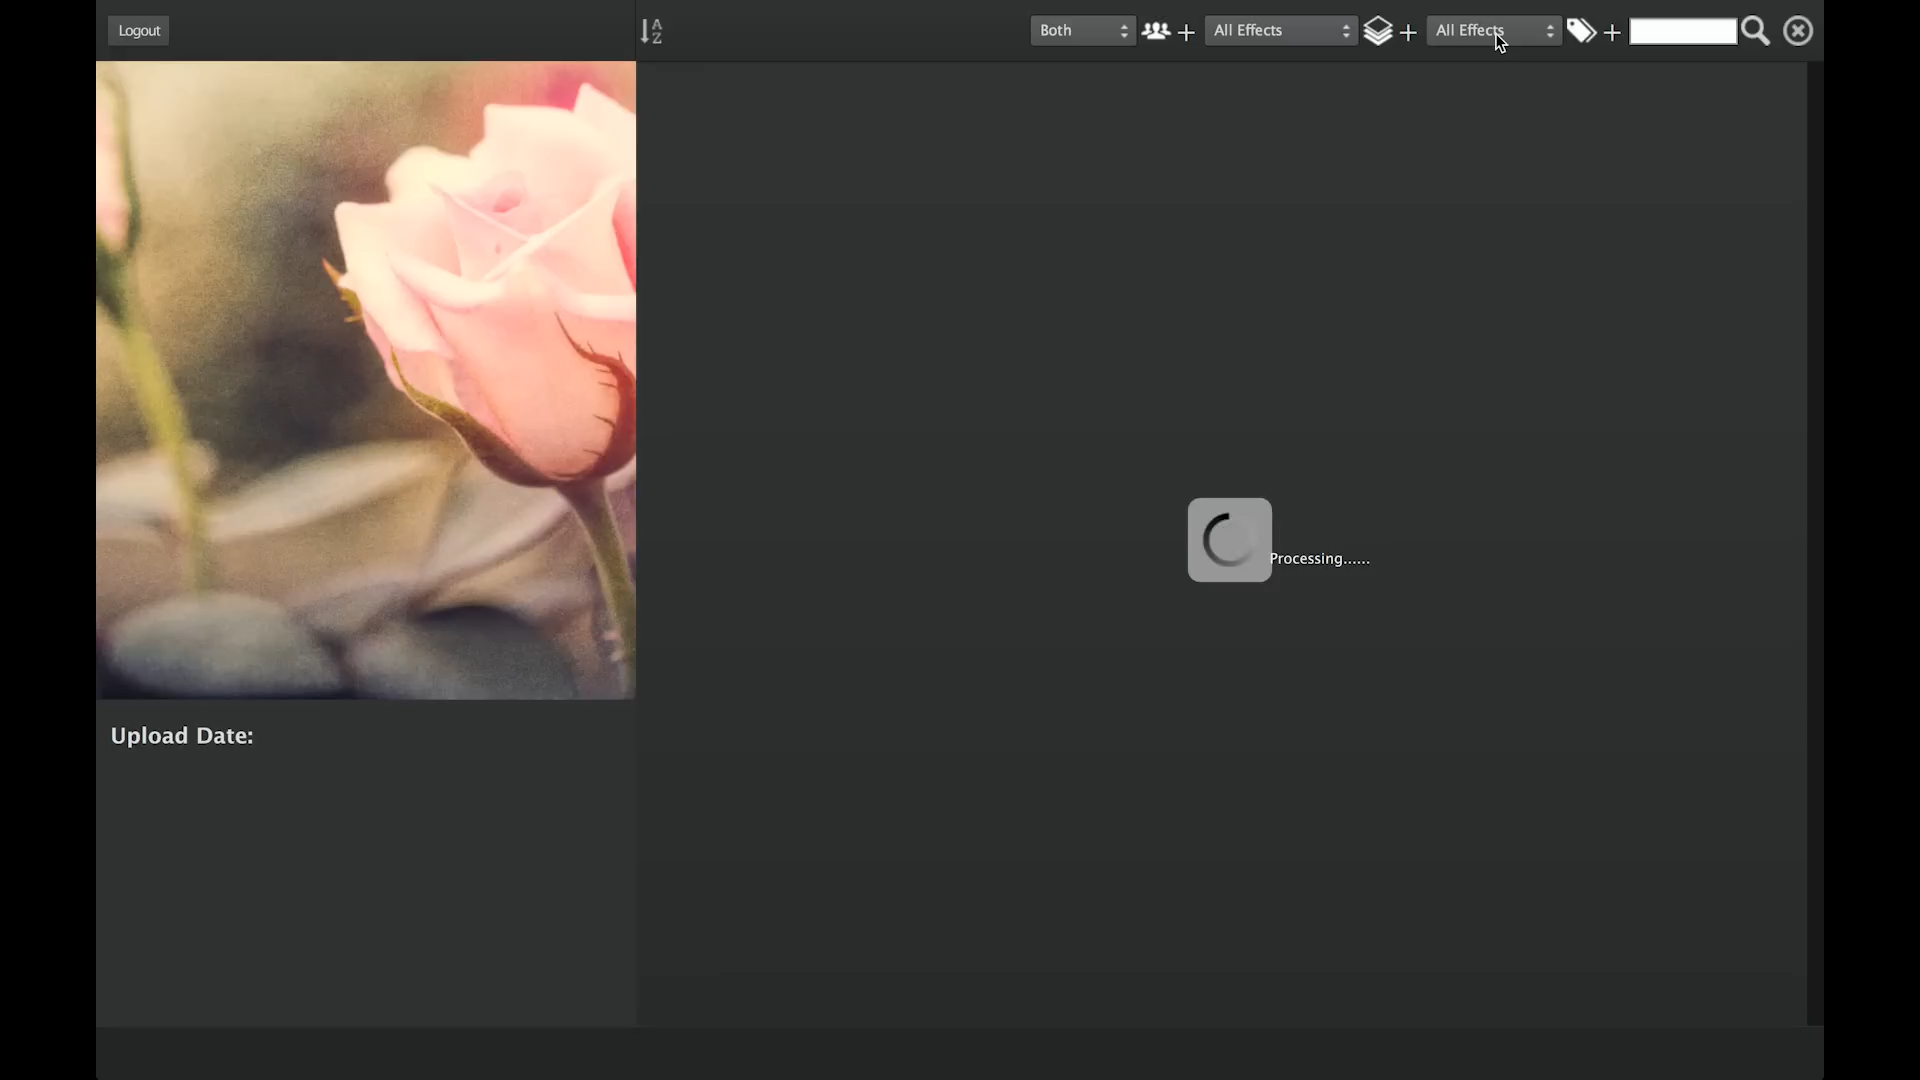 Logout
A
Z
Both
All Effects
All Effects
Processing......
Upload Date: